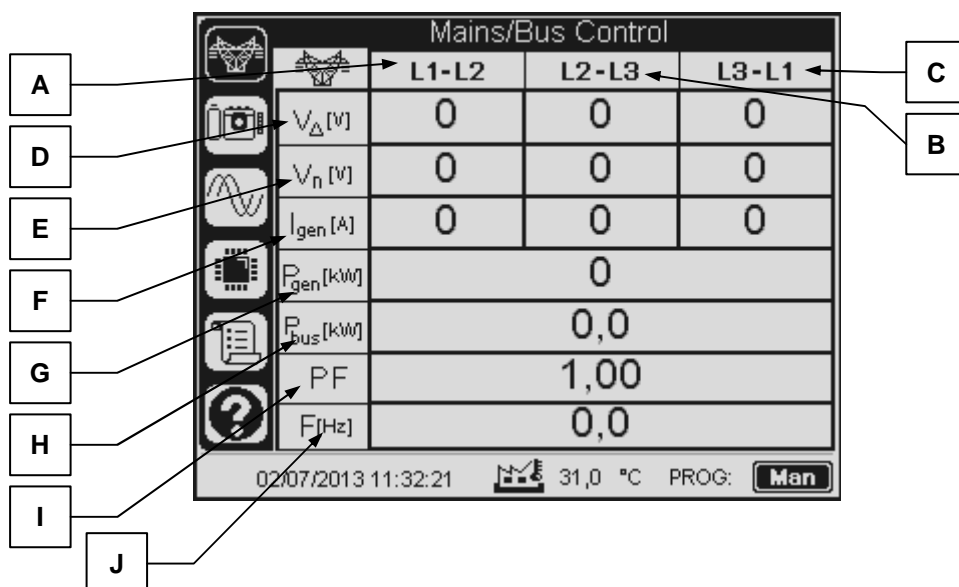 Mains/Bus Control
A
L1-L2
L2-L3
L3-L1
C
D
VΔ[V]
0
0
0
B
E
Vn[V]
0
0
0
F
Igen[A]
0
0
0
G
Pgen[kW]
0
H
Pbus[kW]
0,0
I
PF
1,00
J
F[Hz]
0,0
02/07/2013 11:32:21
31,0 °C
PROG:
Man